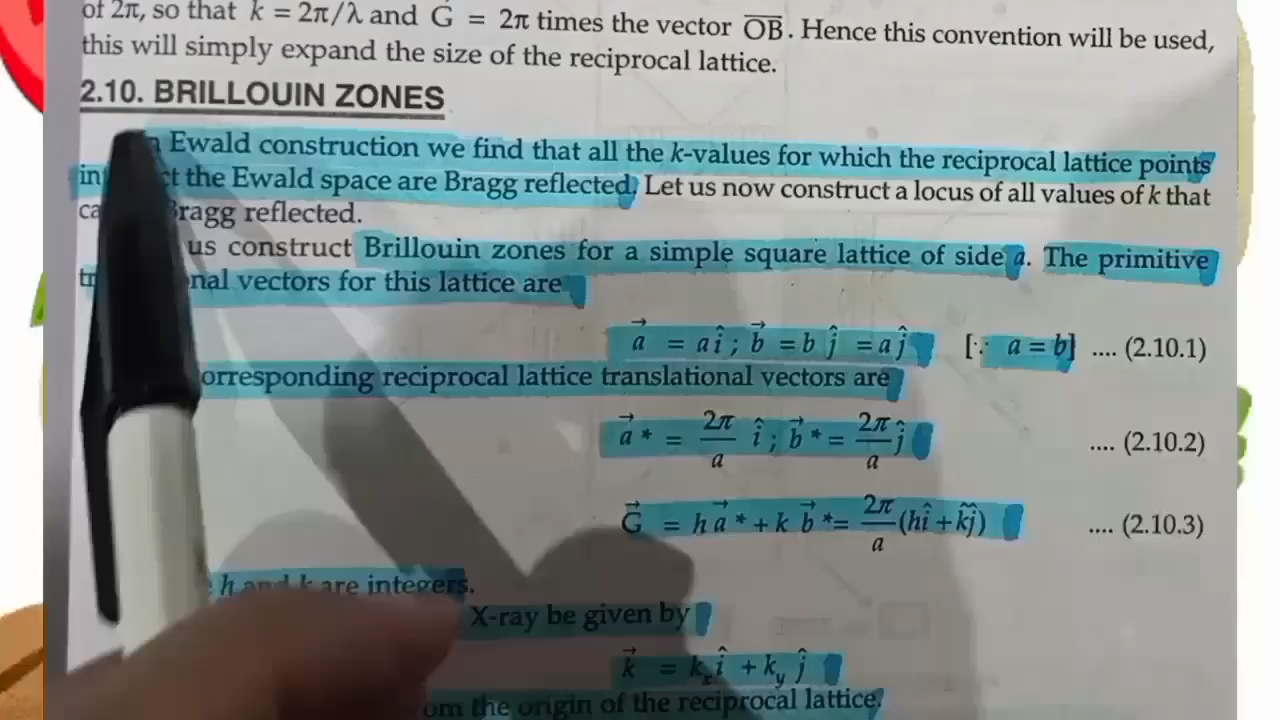 of 2π, so that k = 2π/λ and G⃗ = 2π times the vector O̅B̅. Hence this convention will be used,
this will simply expand the size of the reciprocal lattice.
2.10. BRILLOUIN ZONES
Ewald construction we find that all the k-values for which the reciprocal lattice points
the Ewald space are Bragg reflected. Let us now construct a locus of all values of k that
Bragg reflected.
us construct Brillouin zones for a simple square lattice of side a. The primitive
vectors for this lattice are
a⃗ = aî ; b⃗ = b ĵ = aĵ [∵ a = b] .... (2.10.1)
orresponding reciprocal lattice translational vectors are
a⃗* = 2π/a î ; b⃗* = 2π/a ĵ .... (2.10.2)
G⃗ = h a⃗* + k b⃗* = 2π/a (hî + kĵ) .... (2.10.3)
h and k are integers.
X-ray be given by
k⃗ = kₓ î + k_y ĵ
om the origin of the reciprocal lattice.